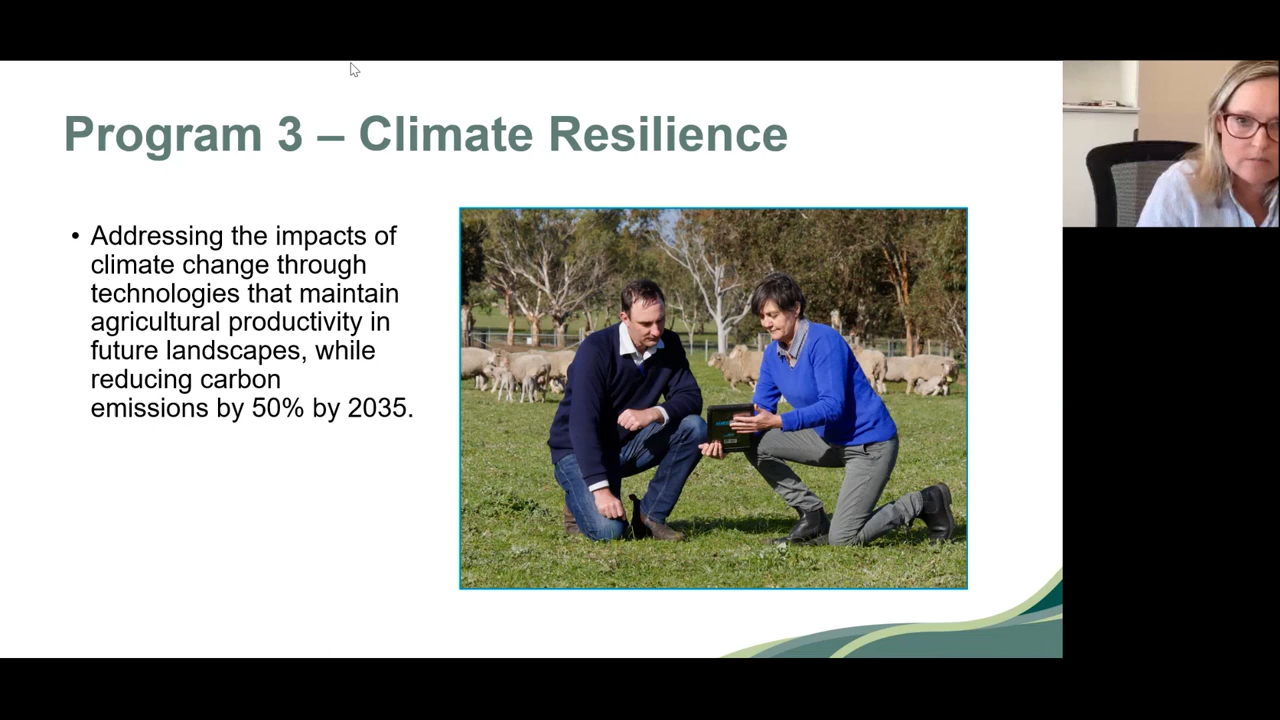 Program 3 – Climate Resilience
• Addressing the impacts of
climate change through
technologies that maintain
agricultural productivity in
future landscapes, while
reducing carbon
emissions by 50% by 2035.